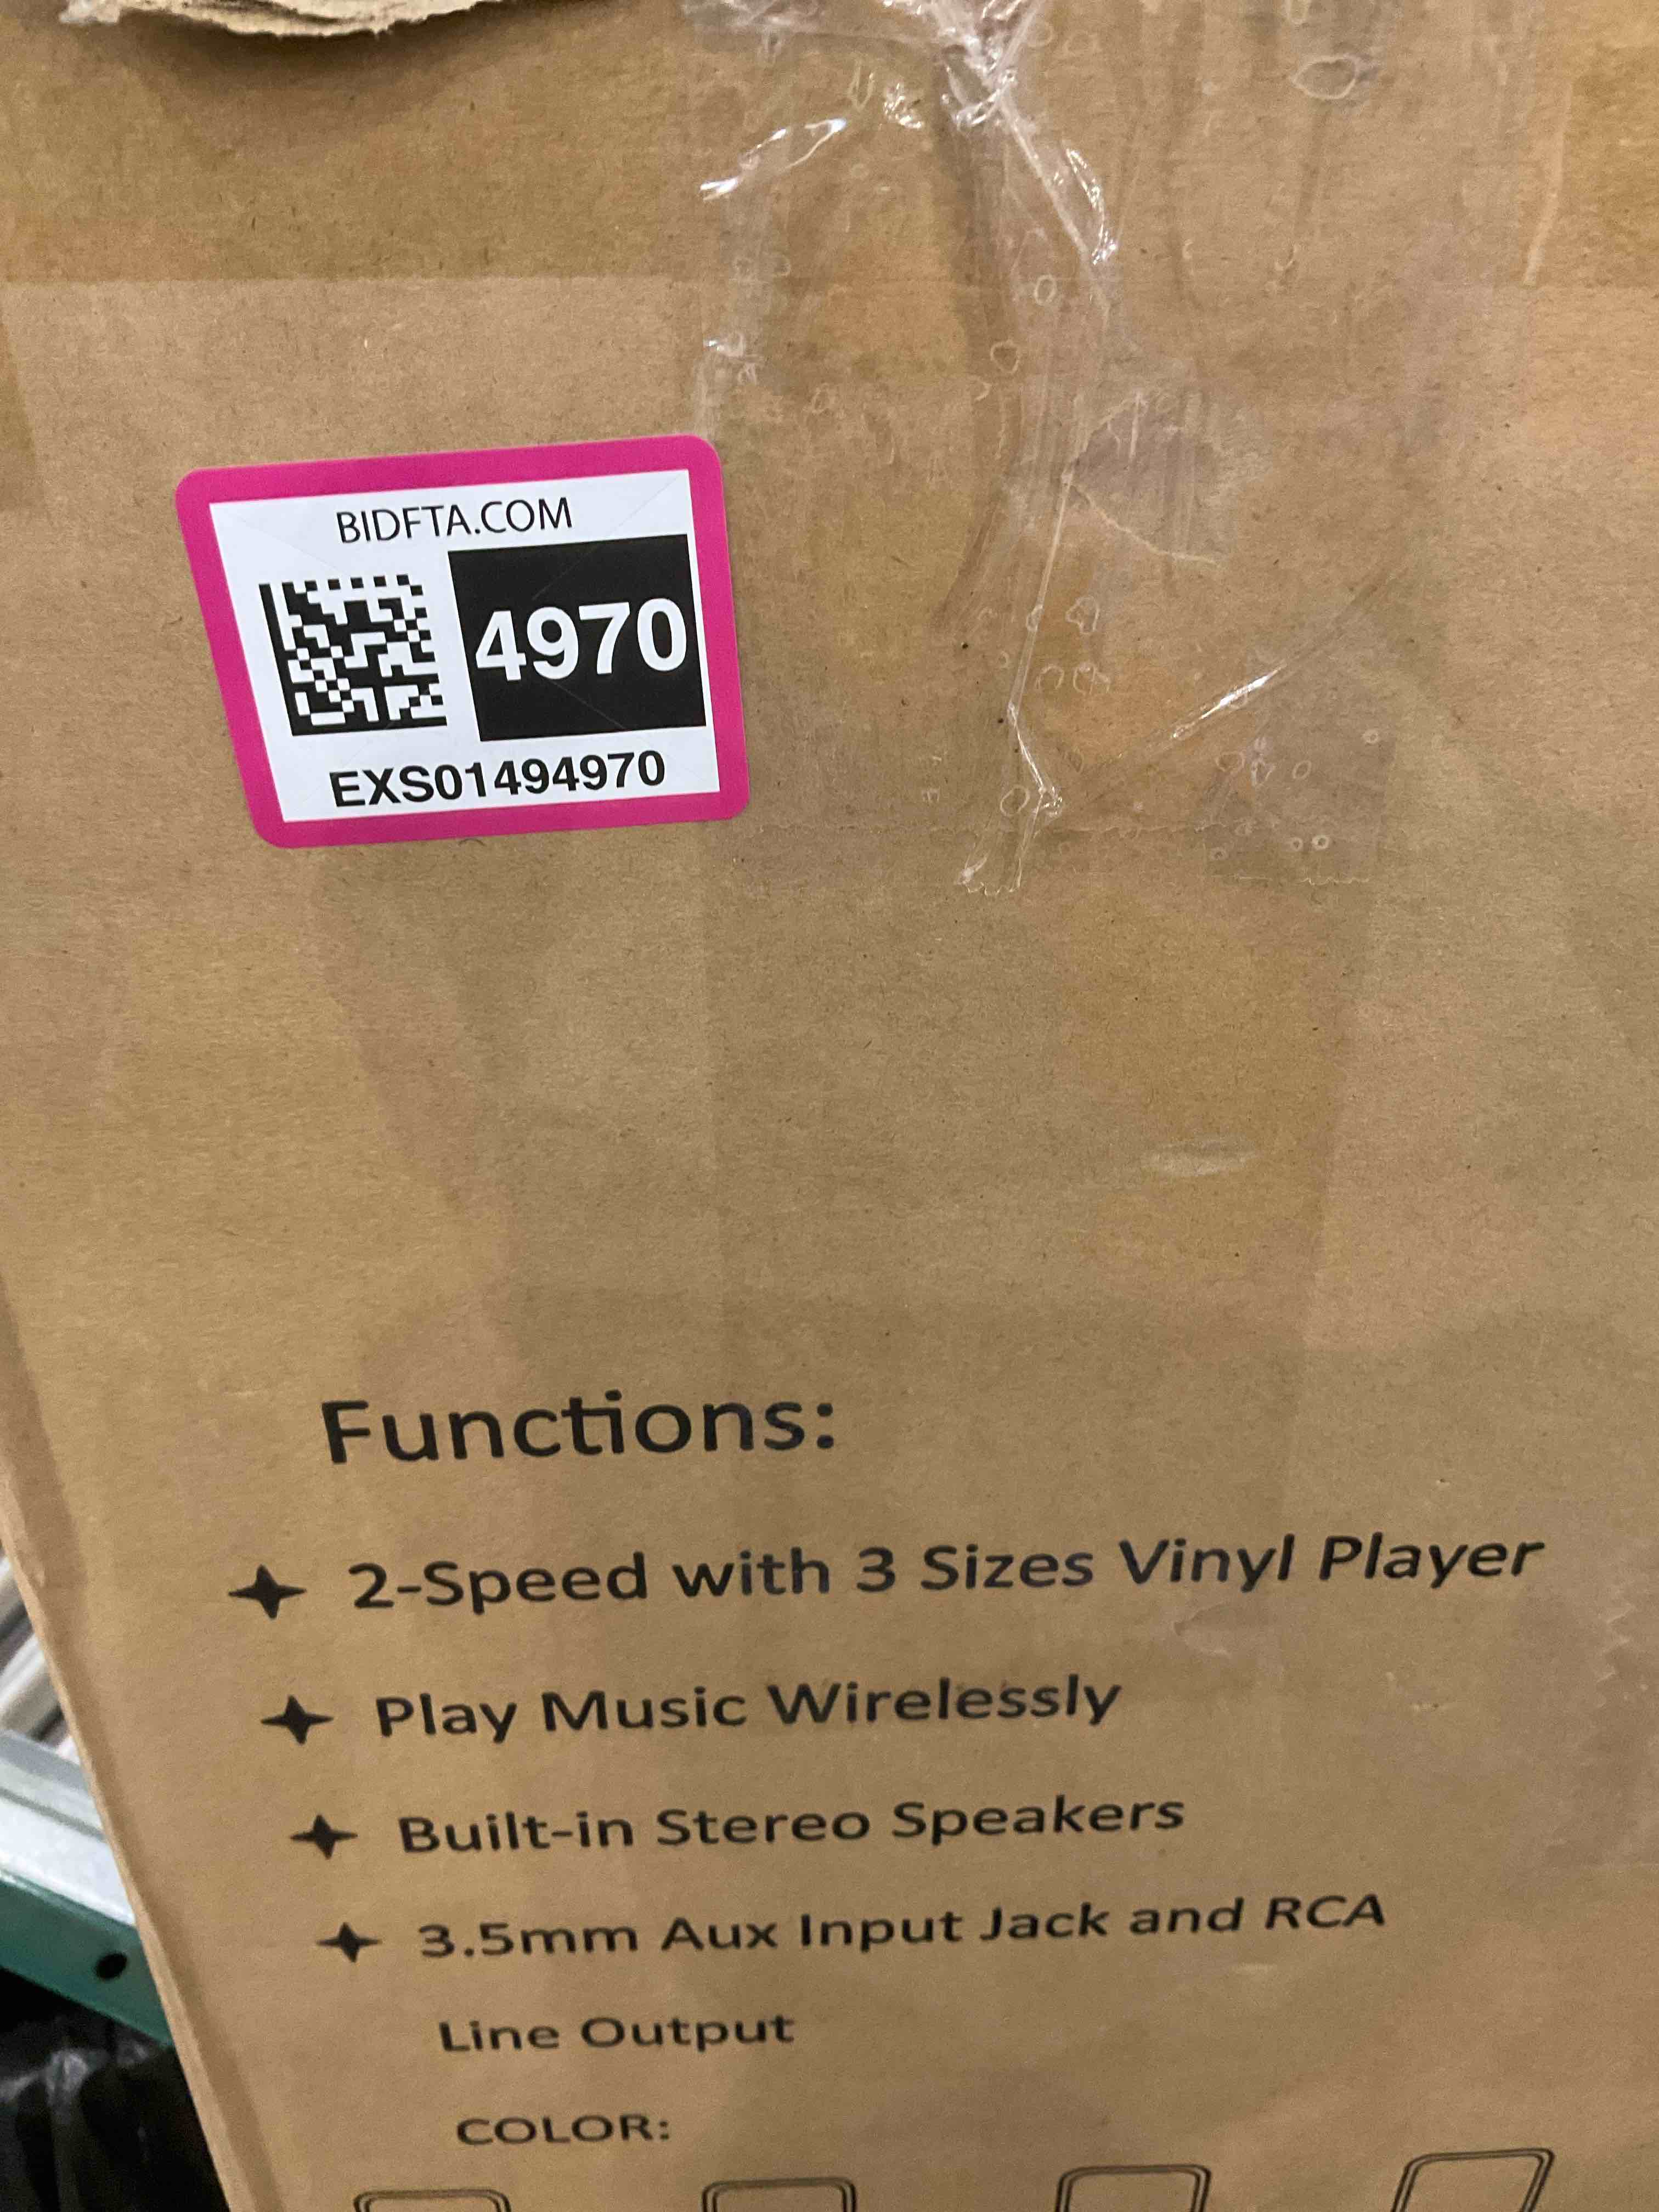 BIDFTA.COM
4970
EXS01494970
Functions:
2-Speed with 3 Sizes Vinyl Player
Play Music Wirelessly
Built-in Stereo Speakers
3.5mm Aux Input Jack and RCA
Line Output
COLOR: